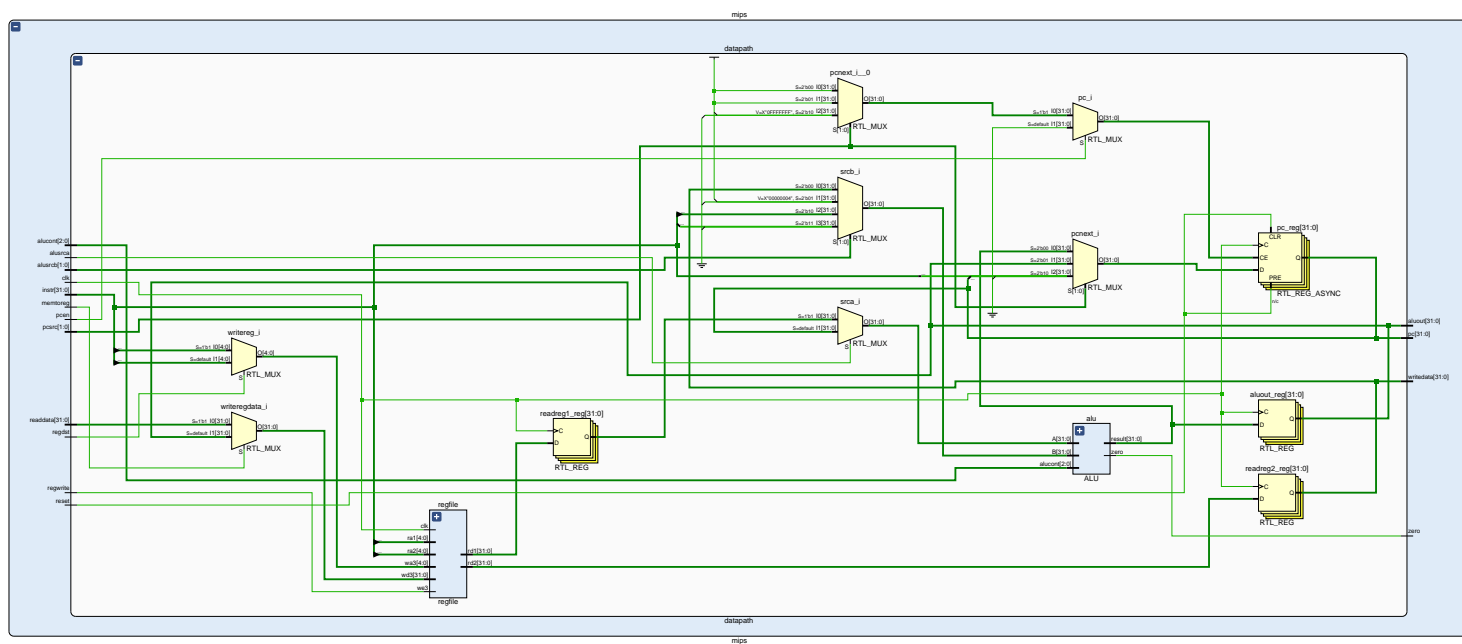 mips
datapath
pcnext_i__0
S=2'b00 I0[31:0]
S=2'b01 I1[31:0]
V=X"0FFFFFFF", S=2'b10 I2[31:0]
S[1:0]
O[31:0]
RTL_MUX
pc_i
S=1'b1 I0[31:0]
S=default I1[31:0]
S
O[31:0]
RTL_MUX
srcb_i
S=2'b00 I0[31:0]
V=X"00000004", S=2'b01 I1[31:0]
S=2'b10 I2[31:0]
S=2'b11 I3[31:0]
S[1:0]
O[31:0]
RTL_MUX
pcnext_i
S=2'b00 I0[31:0]
S=2'b01 I1[31:0]
S=2'b10 I2[31:0]
S[1:0]
O[31:0]
RTL_MUX
pc_reg[31:0]
CLR
C
CE
D
PRE
Q
n/c
RTL_REG_ASYNC
alucont[2:0]
alusrca
alusrcb[1:0]
clk
instr[31:0]
memtoreg
pcen
pcsrc[1:0]
srca_i
S=1'b1 I0[31:0]
S=default I1[31:0]
S
O[31:0]
RTL_MUX
aluout[31:0]
pc[31:0]
writedata[31:0]
writereg_i
S=1'b1 I0[4:0]
S=default I1[4:0]
S
O[4:0]
RTL_MUX
writeregdata_i
S=1'b1 I0[31:0]
S=default I1[31:0]
S
O[31:0]
RTL_MUX
readdata[31:0]
regdst
readreg1_reg[31:0]
C
D
Q
RTL_REG
alu
A[31:0]
B[31:0]
alucont[2:0]
result[31:0]
zero
ALU
aluout_reg[31:0]
C
D
Q
RTL_REG
readreg2_reg[31:0]
C
D
Q
RTL_REG
regwrite
reset
regfile
clk
ra1[4:0]
ra2[4:0]
wa3[4:0]
wd3[31:0]
we3
rd1[31:0]
rd2[31:0]
regfile
zero
datapath
mips